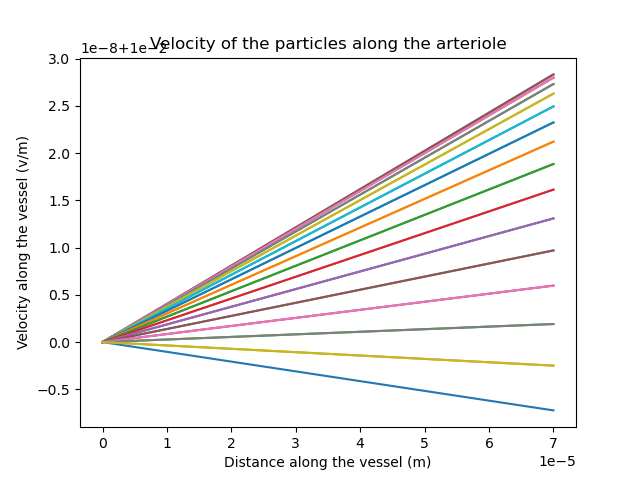 Velocity of the particles along the arteriole
1e−8+1e−2
3.0
2.5
2.0
1.5
1.0
0.5
0.0
−0.5
Velocity along the vessel (v/m)
0 1 2 3 4 5 6 7
1e−5
Distance along the vessel (m)